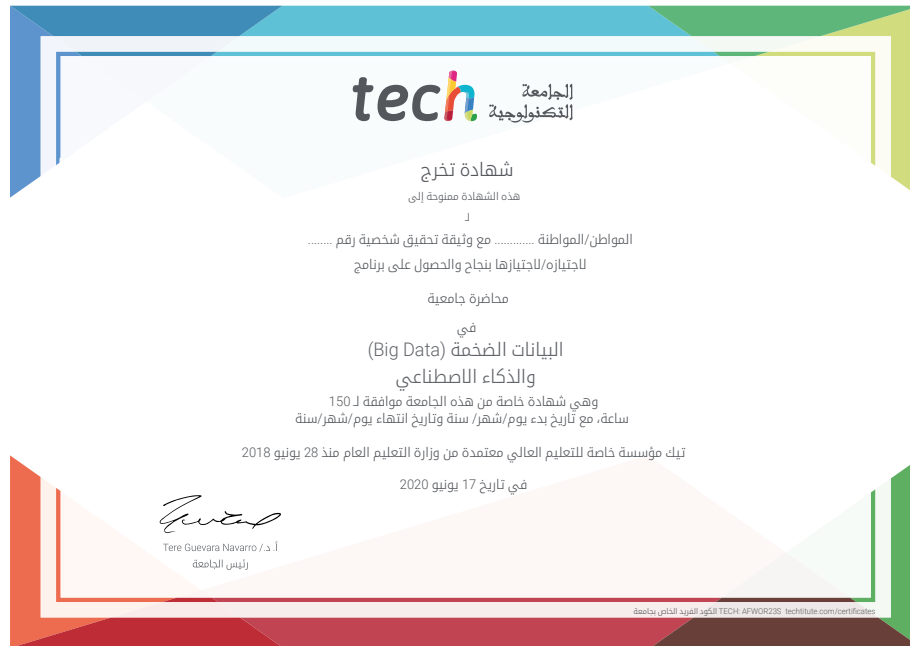 tech الجامعة
التكنولوجية
شهادة تخرج
هذه الشهادة ممنوحة إلى
لـ
المواطن/المواطنة ............ مع وثيقة تحقيق شخصية رقم ........
لاجتيازه/لاجتيازها بنجاح والحصول على برنامج
محاضرة جامعية
في
البيانات الضخمة (Big Data)
والذكاء الاصطناعي
وهي شهادة خاصة من هذه الجامعة موافقة لـ 150
ساعة، مع تاريخ بدء يوم/شهر/ سنة وتاريخ انتهاء يوم/شهر/سنة
تيك مؤسسة خاصة للتعليم العالي معتمدة من وزارة التعليم العام منذ 28 يونيو 2018
في تاريخ 17 يونيو 2020
أ. د./ Tere Guevara Navarro
رئيس الجامعة
الكود الفريد الخاص بجامعة TECH: AFWOR23S techtitute.com/certificates